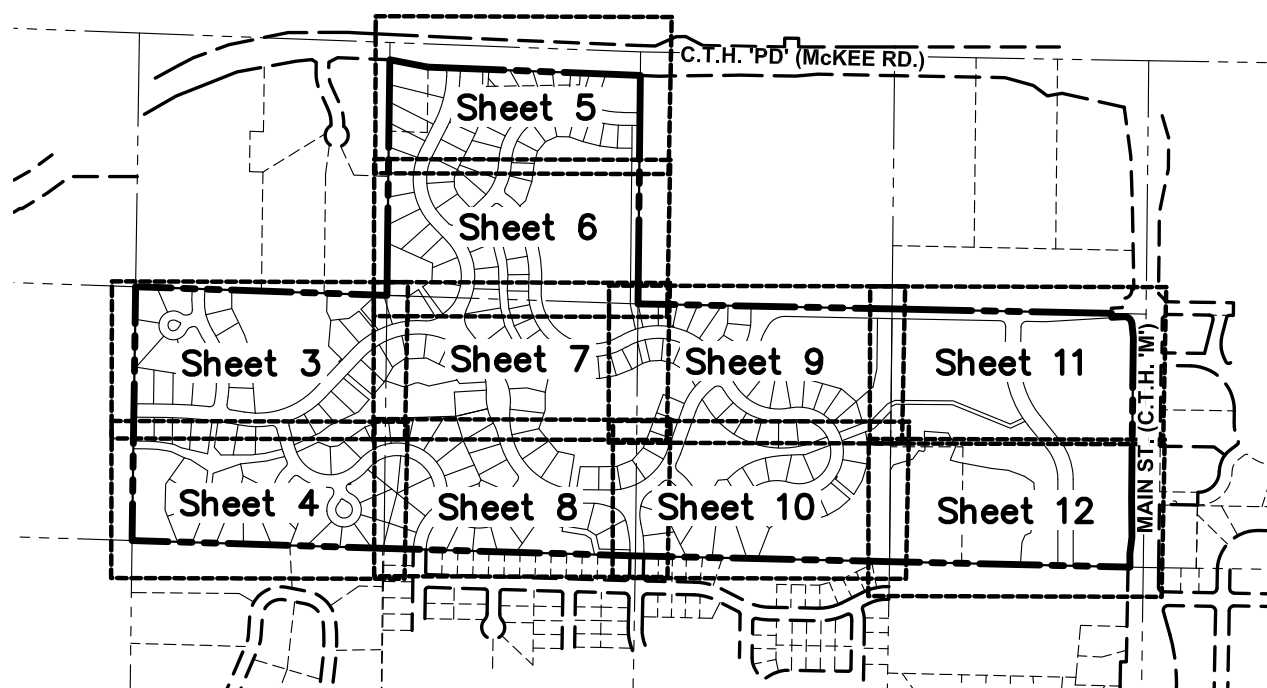 C.T.H. 'PD' (McKEE RD.)
Sheet 5
Sheet 6
Sheet 3
Sheet 7
Sheet 9
Sheet 11
MAIN ST. (C.T.H. 'M')
Sheet 4
Sheet 8
Sheet 10
Sheet 12